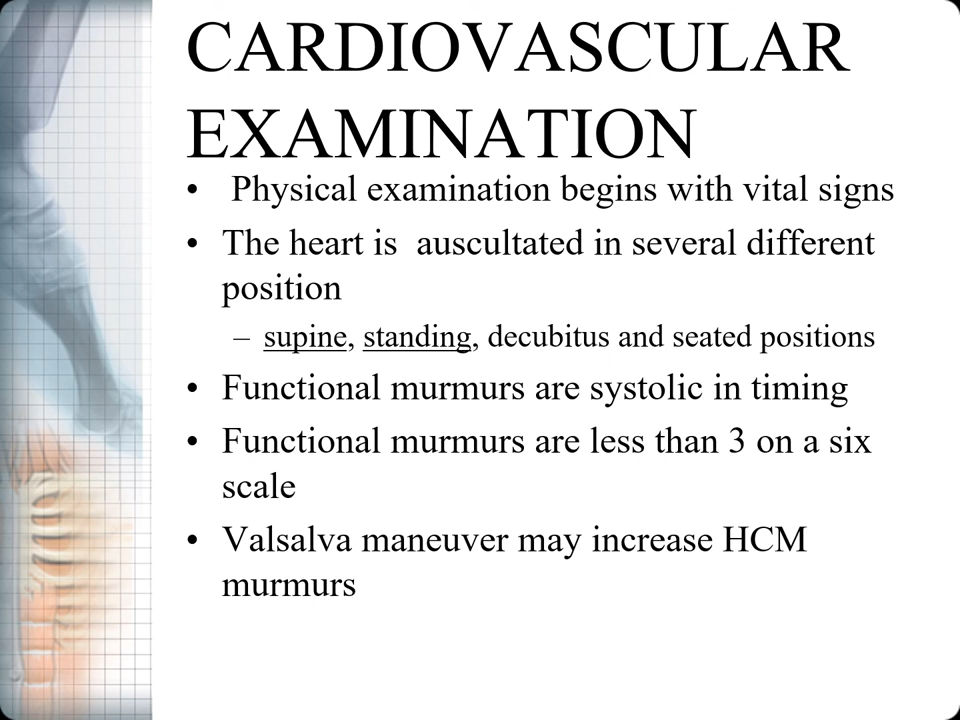 CARDIOVASCULAR
EXAMINATION
• Physical examination begins with vital signs
• The heart is  auscultated in several different
position
– supine, standing, decubitus and seated positions
• Functional murmurs are systolic in timing
• Functional murmurs are less than 3 on a six
scale
• Valsalva maneuver may increase HCM
murmurs